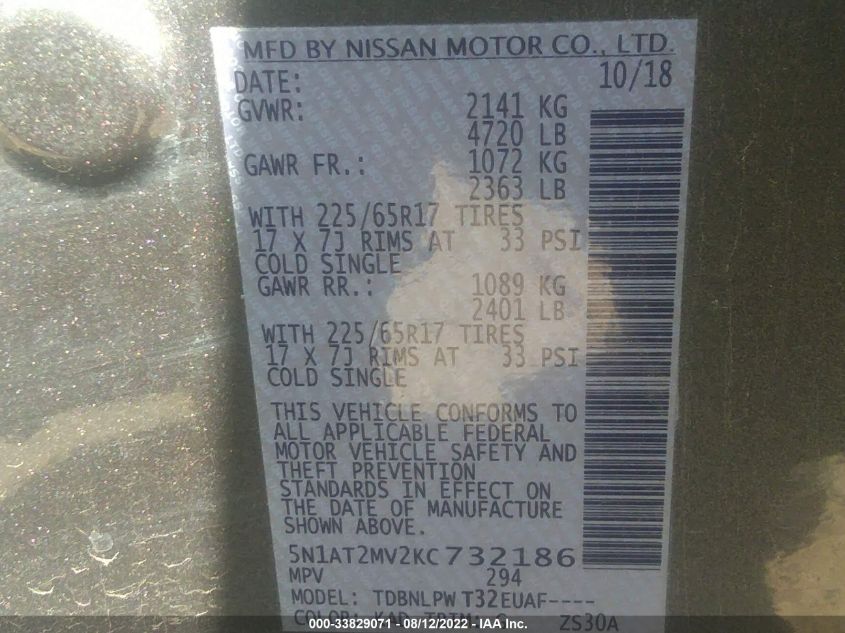 MFD BY NISSAN MOTOR CO., LTD.
DATE: 10/18
GVWR: 2141 KG
4720 LB
GAWR FR.: 1072 KG
2363 LB
WITH 225/65R17 TIRES
17 X 7J RIMS AT 33 PSI
COLD SINGLE
GAWR RR.: 1089 KG
2401 LB
WITH 225/65R17 TIRES
17 X 7J RIMS AT 33 PSI
COLD SINGLE
THIS VEHICLE CONFORMS TO
ALL APPLICABLE FEDERAL
MOTOR VEHICLE SAFETY AND
THEFT PREVENTION
STANDARDS IN EFFECT ON
THE DATE OF MANUFACTURE
SHOWN ABOVE.
5N1AT2MV2KC732186
MPV 294
MODEL: TDBNLPW T32EUAF----
COLOR: KAD TRIM: ZS30A
000-33829071 - 08/12/2022 - IAA Inc.